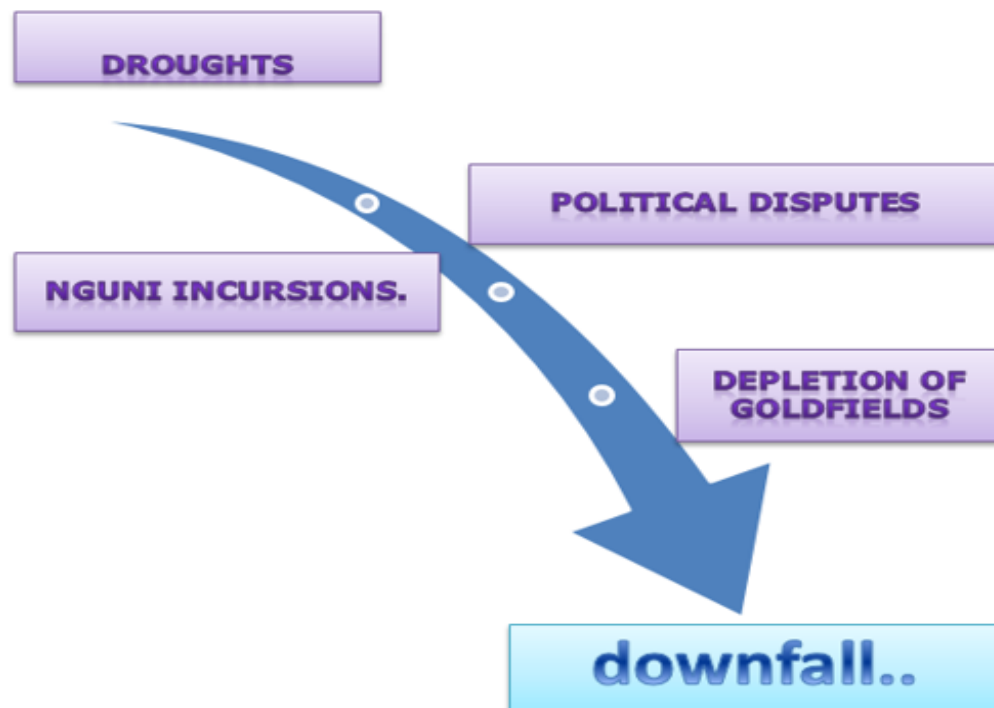 DROUGHTS
POLITICAL DISPUTES
NGUNI INCURSIONS.
DEPLETION OF
GOLDFIELDS
downfall..